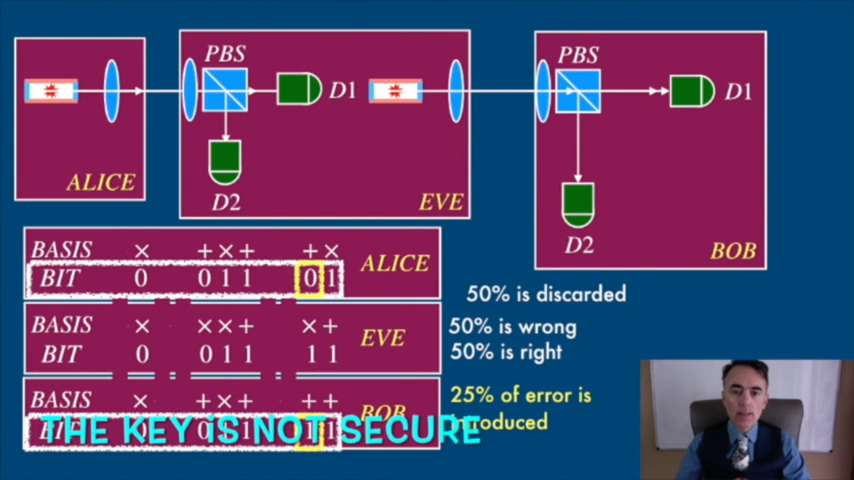 PBS
D1
D2
ALICE
EVE
PBS
D1
D2
BOB
BASIS × +×+ +×
BIT 0 011 01
ALICE
BASIS × ××+ ×+
BIT 0 011 11
EVE
BASIS × +×+ ++
BOB
THE KEY IS NOT SECURE
50% is discarded
50% is wrong
50% is right
25% of error is
introduced